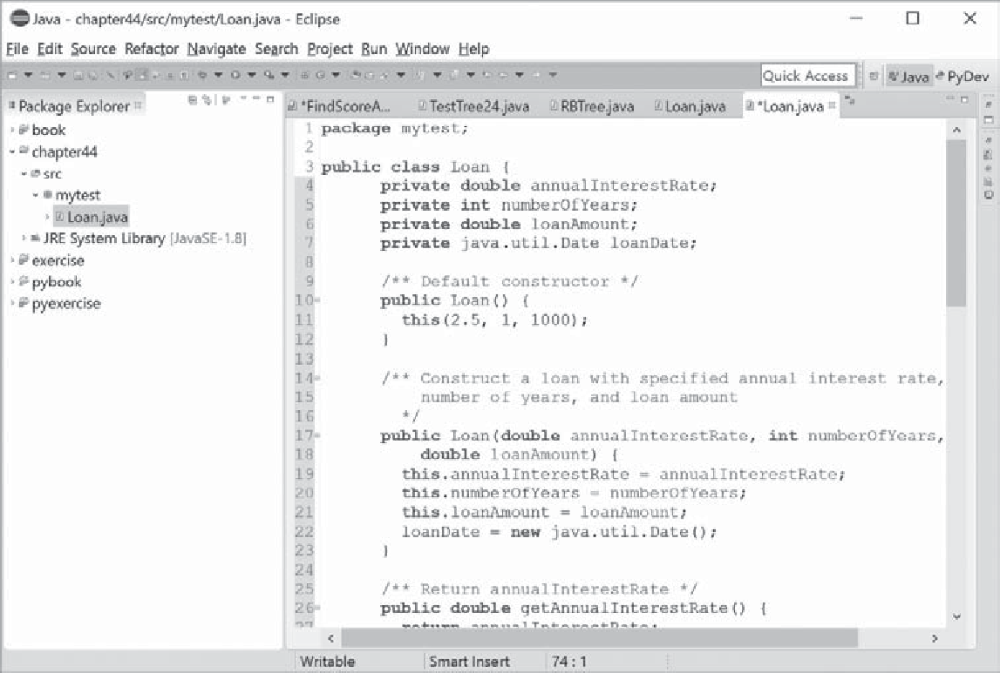 Java - chapter44/src/mytest/Loan.java - Eclipse
File Edit Source Refactor Navigate Search Project Run Window Help
Quick Access
Java
PyDev
Package Explorer
book
chapter44
src
mytest
Loan.java
JRE System Library [JavaSE-1.8]
exercise
pybook
pyexercise
*FindScoreA... TestTree24.java RBTree.java Loan.java *Loan.java
1 package mytest;
2
3 public class Loan {
4 private double annualInterestRate;
5 private int numberOfYears;
6 private double loanAmount;
7 private java.util.Date loanDate;
8
9 /** Default constructor */
10 public Loan() {
11 this(2.5, 1, 1000);
12 }
13
14 /** Construct a loan with specified annual interest rate,
15 number of years, and loan amount
16 */
17 public Loan(double annualInterestRate, int numberOfYears,
18 double loanAmount) {
19 this.annualInterestRate = annualInterestRate;
20 this.numberOfYears = numberOfYears;
21 this.loanAmount = loanAmount;
22 loanDate = new java.util.Date();
23 }
24
25 /** Return annualInterestRate */
26 public double getAnnualInterestRate() {
27 return annualInterestRate;
Writable Smart Insert 74 : 1